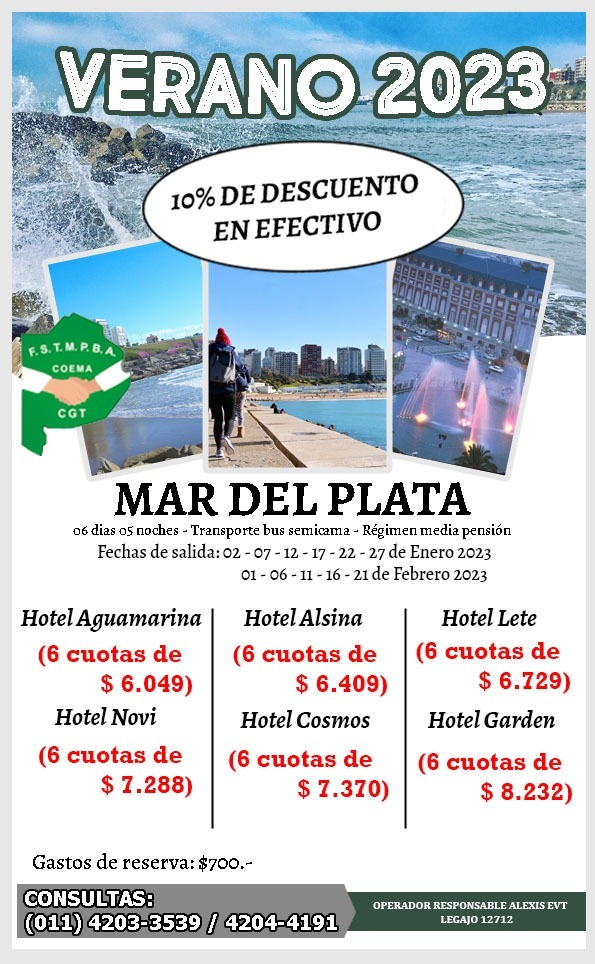 VERANO 2023
10% DE DESCUENTO
EN EFECTIVO
F.S.T.M.P.B.A.
COEMA
CGT
MAR DEL PLATA
06 dias 05 noches - Transporte bus semicama - Régimen media pensión
Fechas de salida: 02 - 07 - 12 - 17 - 22 - 27 de Enero 2023
01 - 06 - 11 - 16 - 21 de Febrero 2023
Hotel Aguamarina
(6 cuotas de
$ 6.049)
Hotel Alsina
(6 cuotas de
$ 6.409)
Hotel Lete
(6 cuotas de
$ 6.729)
Hotel Novi
(6 cuotas de
$ 7.288)
Hotel Cosmos
(6 cuotas de
$ 7.370)
Hotel Garden
(6 cuotas de
$ 8.232)
Gastos de reserva: $700.-
CONSULTAS:
(011) 4203-3539 / 4204-4191
OPERADOR RESPONSABLE ALEXIS EVT
LEGAJO 12712